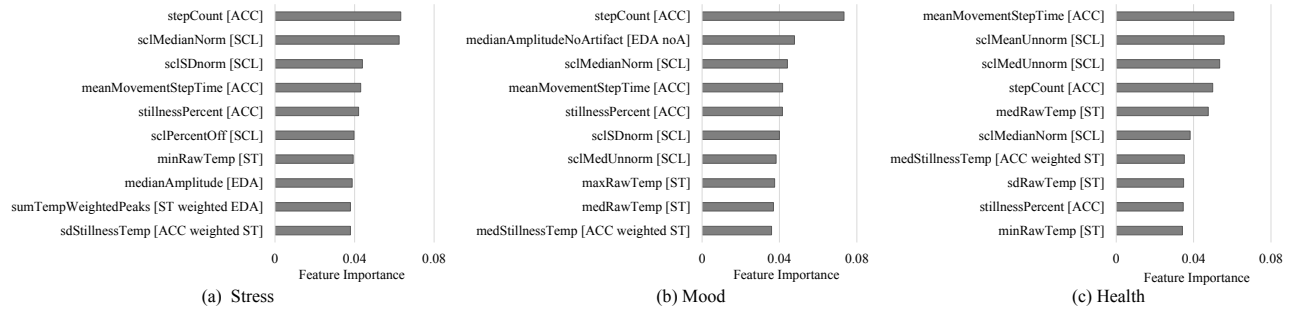 stepCount [ACC]
sclMedianNorm [SCL]
sclSDnorm [SCL]
meanMovementStepTime [ACC]
stillnessPercent [ACC]
sclPercentOff [SCL]
minRawTemp [ST]
medianAmplitude [EDA]
sumTempWeightedPeaks [ST weighted EDA]
sdStillnessTemp [ACC weighted ST]
0 0.04 0.08
Feature Importance
(a) Stress
stepCount [ACC]
medianAmplitudeNoArtifact [EDA noA]
sclMedianNorm [SCL]
meanMovementStepTime [ACC]
stillnessPercent [ACC]
sclSDnorm [SCL]
sclMedUnnorm [SCL]
maxRawTemp [ST]
medRawTemp [ST]
medStillnessTemp [ACC weighted ST]
0 0.04 0.08
Feature Importance
(b) Mood
meanMovementStepTime [ACC]
sclMeanUnnorm [SCL]
sclMedUnnorm [SCL]
stepCount [ACC]
medRawTemp [ST]
sclMedianNorm [SCL]
medStillnessTemp [ACC weighted ST]
sdRawTemp [ST]
stillnessPercent [ACC]
minRawTemp [ST]
0 0.04 0.08
Feature Importance
(c) Health